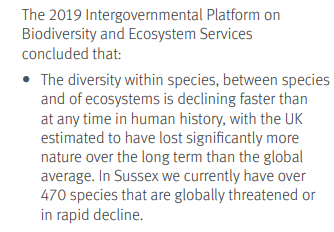 The 2019 Intergovernmental Platform on
Biodiversity and Ecosystem Services
concluded that:
• The diversity within species, between species
and of ecosystems is declining faster than
at any time in human history, with the UK
estimated to have lost significantly more
nature over the long term than the global
average. In Sussex we currently have over
470 species that are globally threatened or
in rapid decline.